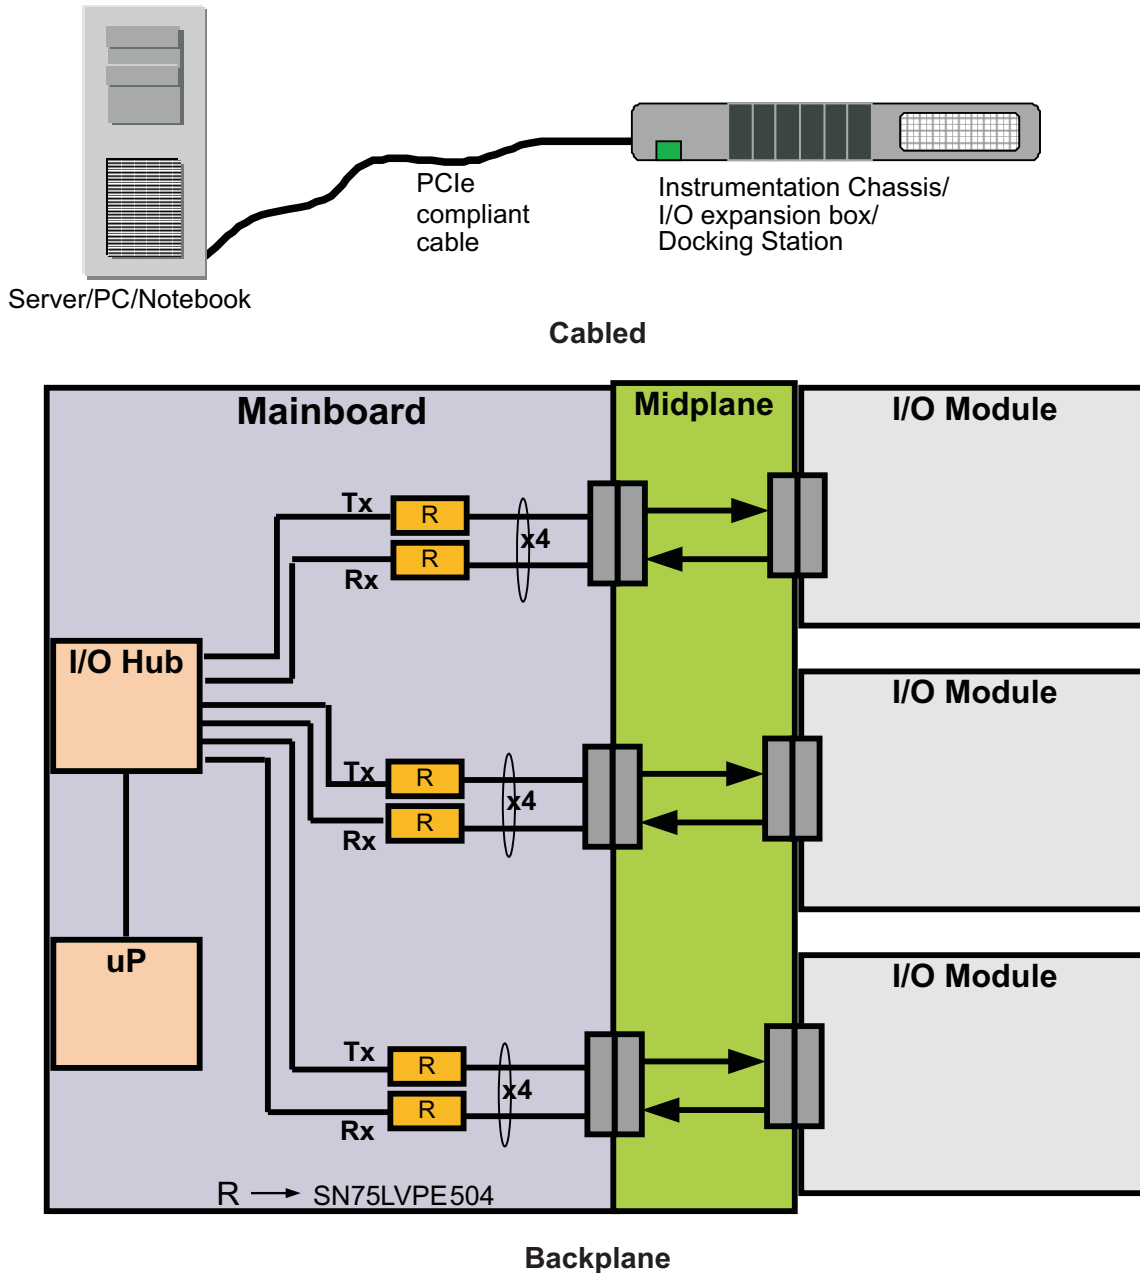 PCIe
compliant
cable
Instrumentation Chassis/
I/O expansion box/
Docking Station
Server/PC/Notebook
Cabled
Mainboard
Midplane
I/O Module
Tx
R
R
x4
Rx
I/O Hub
I/O Module
Tx
R
x4
R
Rx
uP
I/O Module
Tx
R
x4
R
Rx
R → SN75LVPE504
Backplane